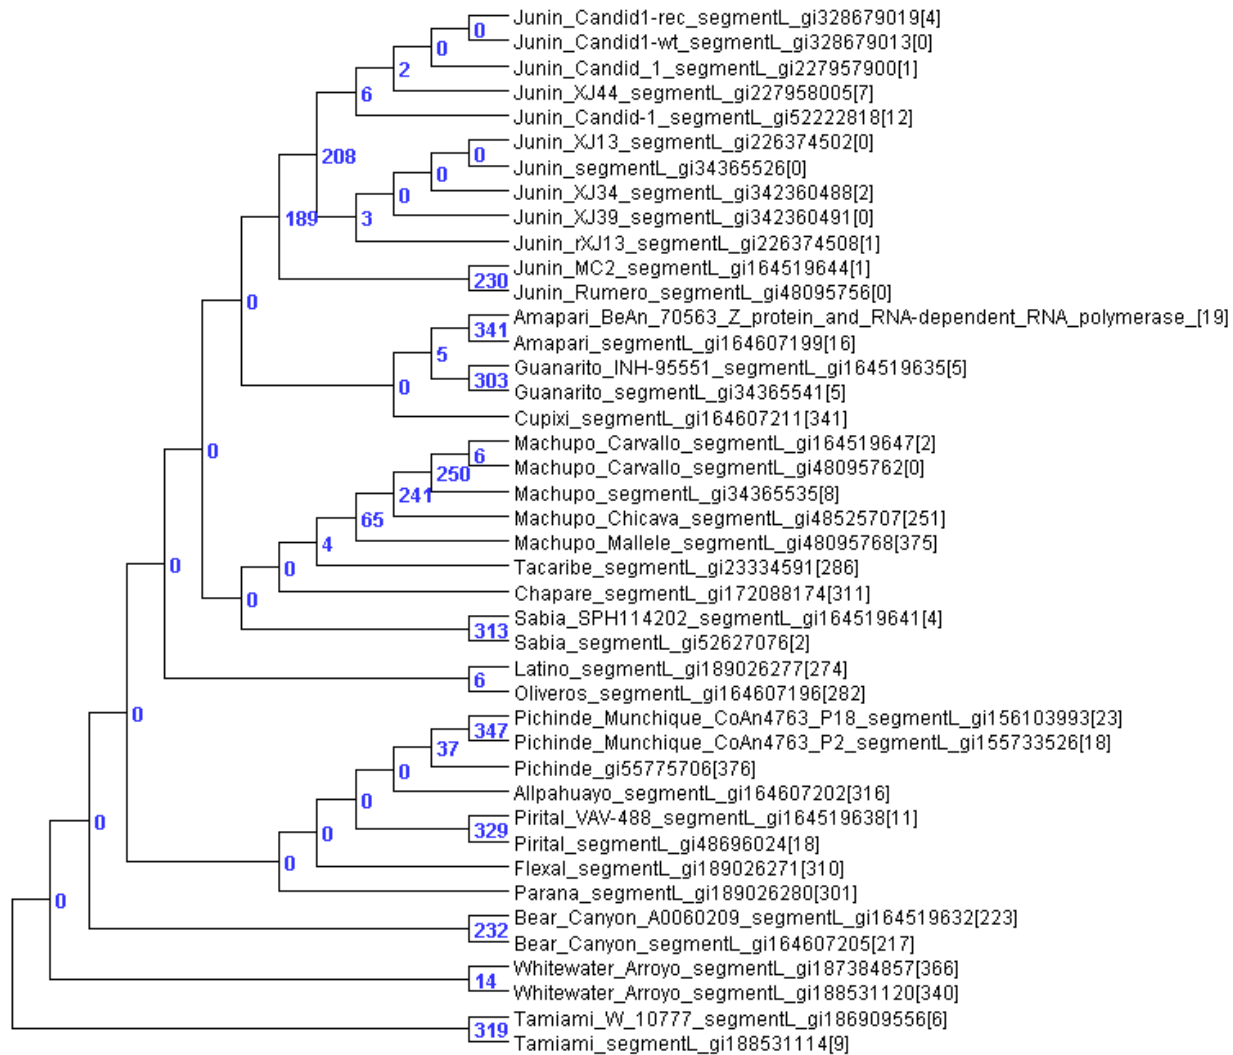 Junin_Candid1-rec_segmentL_gi328679019[4]
0
Junin_Candid1-wt_segmentL_gi328679013[0]
0
Junin_Candid_1_segmentL_gi227957900[1]
2
Junin_XJ44_segmentL_gi227958005[7]
6
Junin_Candid-1_segmentL_gi52222818[12]
Junin_XJ13_segmentL_gi226374502[0]
208
0
Junin_segmentL_gi34365526[0]
0
Junin_XJ34_segmentL_gi342360488[2]
0
Junin_XJ39_segmentL_gi342360491[0]
189
3
Junin_rXJ13_segmentL_gi226374508[1]
Junin_MC2_segmentL_gi164519644[1]
230
Junin_Rumero_segmentL_gi48095756[0]
0
Amapari_BeAn_70563_Z_protein_and_RNA-dependent_RNA_polymerase_[19]
341
Amapari_segmentL_gi164607199[16]
5
Guanarito_INH-95551_segmentL_gi164519635[5]
303
0
Guanarito_segmentL_gi34365541[5]
Cupixi_segmentL_gi164607211[341]
Machupo_Carvallo_segmentL_gi164519647[2]
0
6
Machupo_Carvallo_segmentL_gi48095762[0]
250
Machupo_segmentL_gi34365535[8]
241
Machupo_Chicava_segmentL_gi48525707[251]
65
Machupo_Mallele_segmentL_gi48095768[375]
4
0
Tacaribe_segmentL_gi23334591[286]
0
Chapare_segmentL_gi172088174[311]
0
Sabia_SPH114202_segmentL_gi164519641[4]
313
Sabia_segmentL_gi52627076[2]
Latino_segmentL_gi189026277[274]
6
Oliveros_segmentL_gi164607196[282]
0
Pichinde_Munchique_CoAn4763_P18_segmentL_gi156103993[23]
347
Pichinde_Munchique_CoAn4763_P2_segmentL_gi155733526[18]
37
Pichinde_gi55775706[376]
0
Allpahuayo_segmentL_gi164607202[316]
0
Pirital_VAV-488_segmentL_gi164519638[11]
0
0
329
Pirital_segmentL_gi48696024[18]
0
Flexal_segmentL_gi189026271[310]
Parana_segmentL_gi189026280[301]
0
Bear_Canyon_A0060209_segmentL_gi164519632[223]
232
Bear_Canyon_segmentL_gi164607205[217]
Whitewater_Arroyo_segmentL_gi187384857[366]
14
Whitewater_Arroyo_segmentL_gi188531120[340]
Tamiami_W_10777_segmentL_gi186909556[6]
319
Tamiami_segmentL_gi188531114[9]